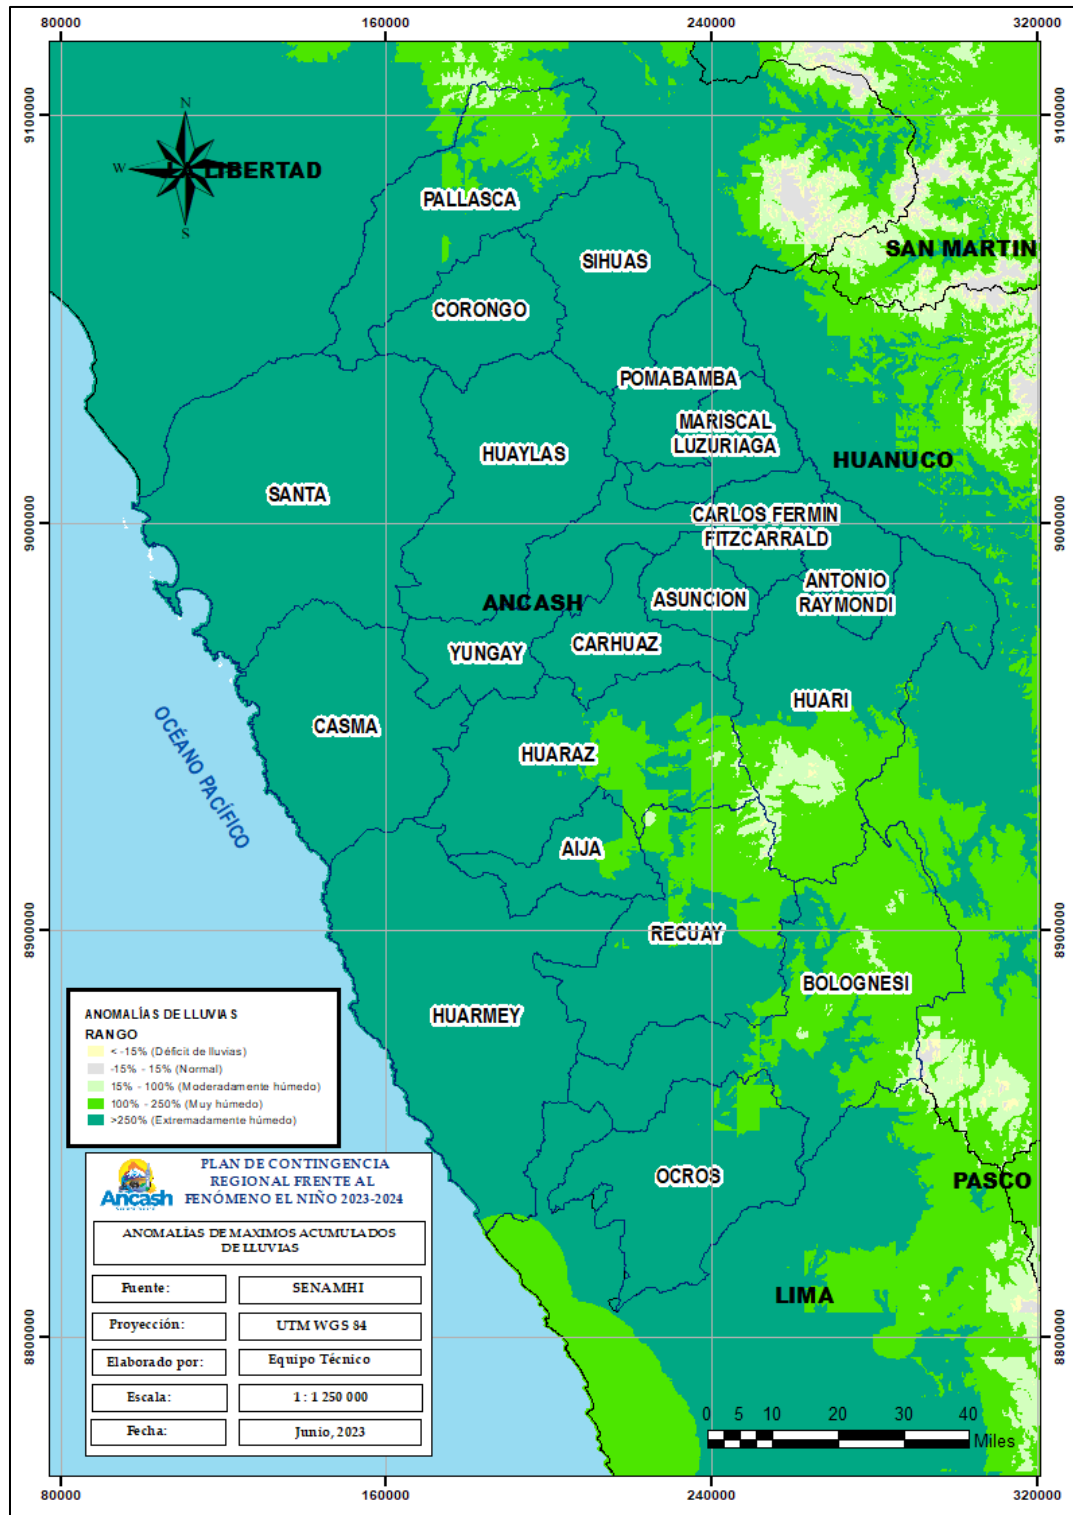 80000 160000 240000 320000
9100000 9100000
N
W
S
LA LIBERTAD
PALLASCA
SIHUAS
SAN MARTIN
CORONGO
POMABAMBA
MARISCAL
LUZURIAGA
HUAYLAS
HUANUCO
SANTA
9000000 9000000
CARLOS FERMIN
FITZCARRALD
ANTONIO
RAYMONDI
ASUNCION
ANCASH
CARHUAZ
YUNGAY
HUARI
CASMA
OCÉANO PACÍFICO
HUARAZ
AIJA
8900000 8900000
RECUAY
BOLOGNESI
HUARMEY
OCROS
PASCO
LIMA
8800000 8800000
ANOMALÍAS DE LLUVIAS
RANGO
< -15% (Déficit de lluvias)
-15% - 15% (Normal)
15% - 100% (Moderadamente húmedo)
100% - 250% (Muy húmedo)
>250% (Extremadamente húmedo)
Ancash
PLAN DE CONTINGENCIA
REGIONAL FRENTE AL
FENÓMENO EL NIÑO 2023-2024
ANOMALÍAS DE MAXIMOS ACUMULADOS
DE LLUVIAS
Fuente: SENAMHI
Proyección: UTM WGS 84
Elaborado por: Equipo Técnico
Escala: 1 : 1 250 000
Fecha: Junio, 2023
0 5 10 20 30 40
Miles
80000 160000 240000 320000